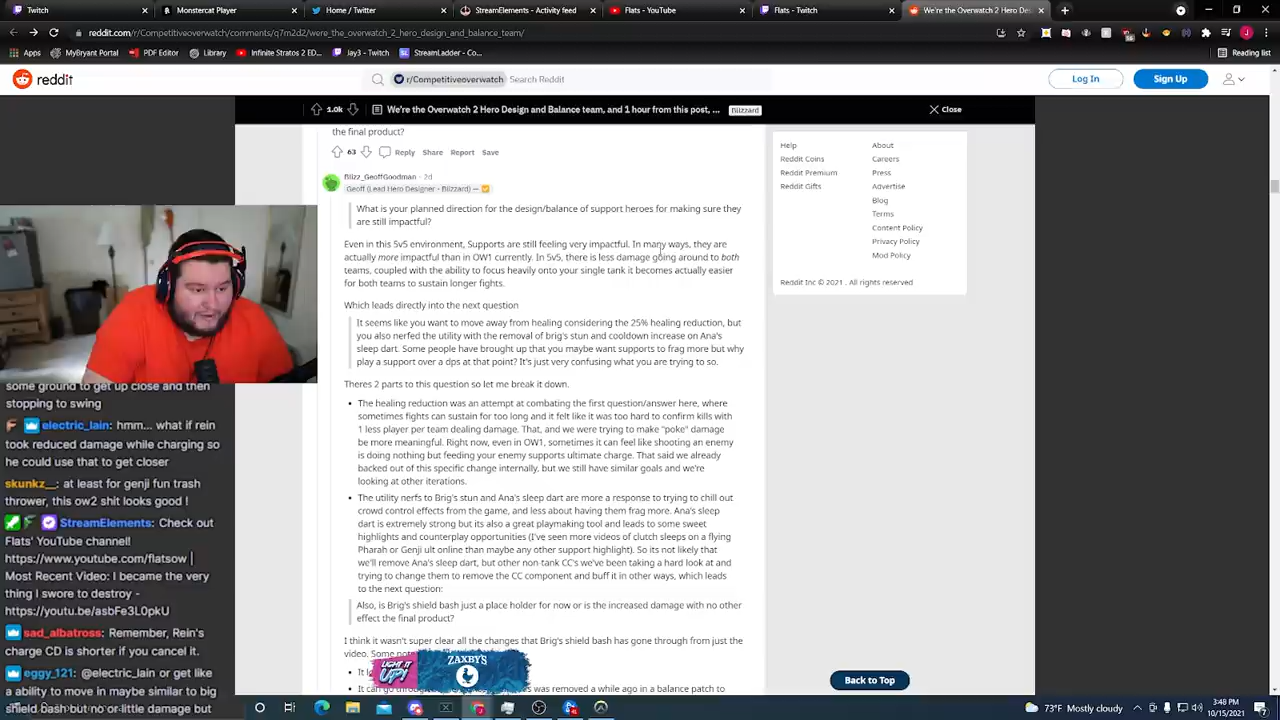 Twitch
Monstercat Player
Home / Twitter
StreamElements - Activity feed
Flats - YouTube
Flats - Twitch
We're the Overwatch 2 Hero Des
reddit.com/r/Competitiveoverwatch/comments/q7m2d2/were_the_overwatch_2_hero_design_and_balance_team/
Apps
MyBryant Portal
PDF Editor
Library
Infinite Stratos 2 Ed...
Jay3 - Twitch
StreamLadder - Co...
Reading list
reddit
r/Competitiveoverwatch
Search Reddit
Log In
Sign Up
1.0k
We're the Overwatch 2 Hero Design and Balance team, and 1 hour from this post, ...
Blizzard
Close
the final product?
63
Reply
Share
Report
Save
Blizz_GeoffGoodman · 2d
Geoff (Lead Hero Designer - Blizzard) —
What is your planned direction for the design/balance of support heroes for making sure they
are still impactful?
Even in this 5v5 environment, Supports are still feeling very impactful. In many ways, they are
actually more impactful than in OW1 currently. In 5v5, there is less damage going around to both
teams, coupled with the ability to focus heavily onto your single tank it becomes actually easier
for both teams to sustain longer fights.
Which leads directly into the next question
It seems like you want to move away from healing considering the 25% healing reduction, but
you also nerfed the utility with the removal of brig's stun and cooldown increase on Ana's
sleep dart. Some people have brought up that you maybe want supports to frag more but why
play a support over a dps at that point? It's just very confusing what you are trying to so.
Theres 2 parts to this question so let me break it down.
• The healing reduction was an attempt at combating the first question/answer here, where
sometimes fights can sustain for too long and it felt like it was too hard to confirm kills with
1 less player per team dealing damage. That, and we were trying to make "poke" damage
be more meaningful. Right now, even in OW1, sometimes it can feel like shooting an enemy
is doing nothing but feeding your enemy supports ultimate charge. That said we already
backed out of this specific change internally, but we still have similar goals and we're
looking at other iterations.
• The utility nerfs to Brig's stun and Ana's sleep dart are more a response to trying to chill out
crowd control effects from the game, and less about having them frag more. Ana's sleep
dart is extremely strong but its also a great playmaking tool and leads to some sweet
highlights and counterplay opportunities (I've seen more videos of clutch sleeps on a flying
Pharah or Genji ult online than maybe any other support highlight). So its not likely that
we'll remove Ana's sleep dart, but other non-tank CC's we've been taking a hard look at and
trying to change them to remove the CC component and buff it in other ways, which leads
to the next question:
Also, is Brig's shield bash just a place holder for now or is the increased damage with no other
effect the final product?
I think it wasn't super clear all the changes that Brig's shield bash has gone through from just the
video. Some
• It
• It can go was removed a while ago in a balance patch to
LIGHT IT UP!
ZAXBY'S
Help
About
Reddit Coins
Careers
Reddit Premium
Press
Reddit Gifts
Advertise
Blog
Terms
Content Policy
Privacy Policy
Mod Policy
Reddit Inc © 2021 . All rights reserved
Back to Top
some ground to get up close and then
stopping to swing
electric_lain: hmm... what if rein
took reduced damage while charging so
he could use that to get closer
skunkz__: at least for genji fun trash
thrower, this ow2 shit looks good !
StreamElements: Check out
Flats' YouTube channel!
https://www.youtube.com/flatsow |
Most Recent Video: I became the very
thing I swore to destroy -
https://youtu.be/asbFe3L0pkU
sad_albatross: Remember, Rein's
charge CD is shorter if you cancel it.
eggy_121: @electric_lain or get like
a ability to move a medium distance like
shield bash but no or little damage but
73°F Mostly cloudy
3:48 PM
10/15/2021